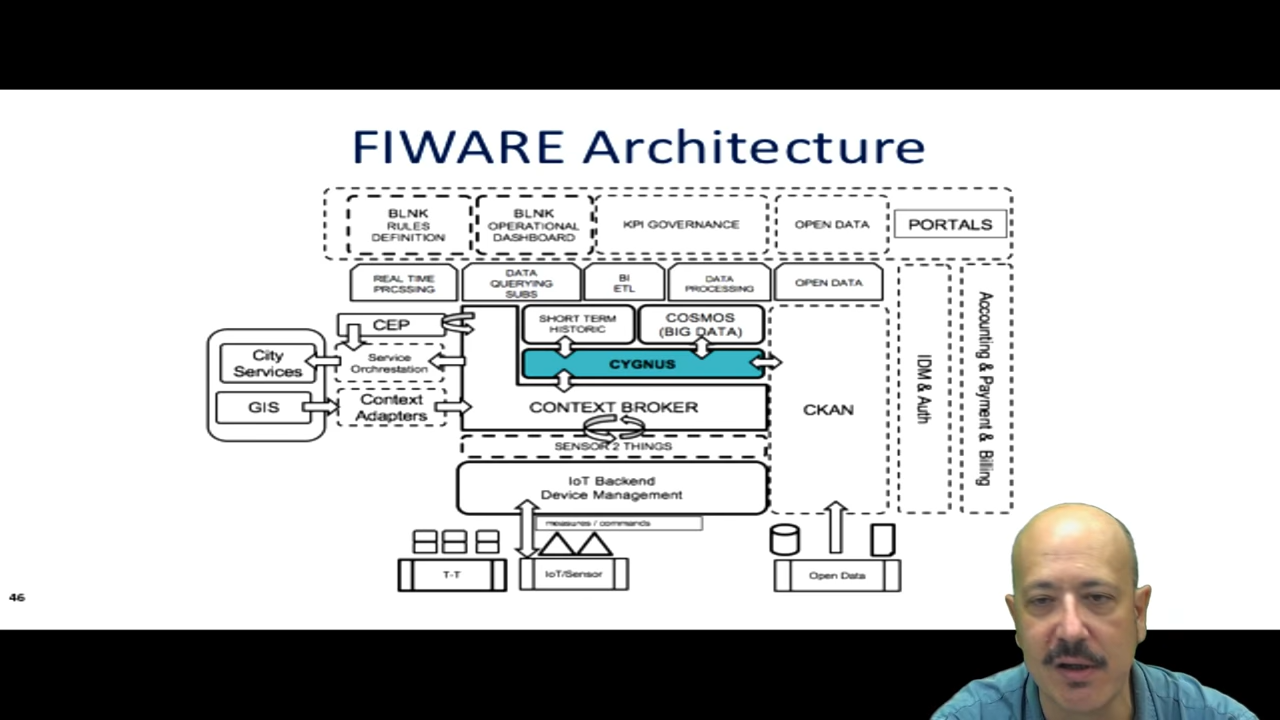 FIWARE Architecture
BLNK
RULES
DEFINITION
BLNK
OPERATIONAL
DASHBOARD
KPI GOVERNANCE
OPEN DATA
PORTALS
REAL TIME
PRCSSING
DATA
QUERYING
SUBS
BI
ETL
DATA
PROCESSING
OPEN DATA
CEP
SHORT TERM
HISTORIC
COSMOS
(BIG DATA)
City
Services
Service
Orchrestation
CYGNUS
GIS
Context
Adapters
CONTEXT BROKER
CKAN
IDM & Auth
Accounting & Payment & Billing
SENSOR 2 THINGS
IoT Backend
Device Management
measures / commands
T-T
IoT/Sensor
Open Data
46